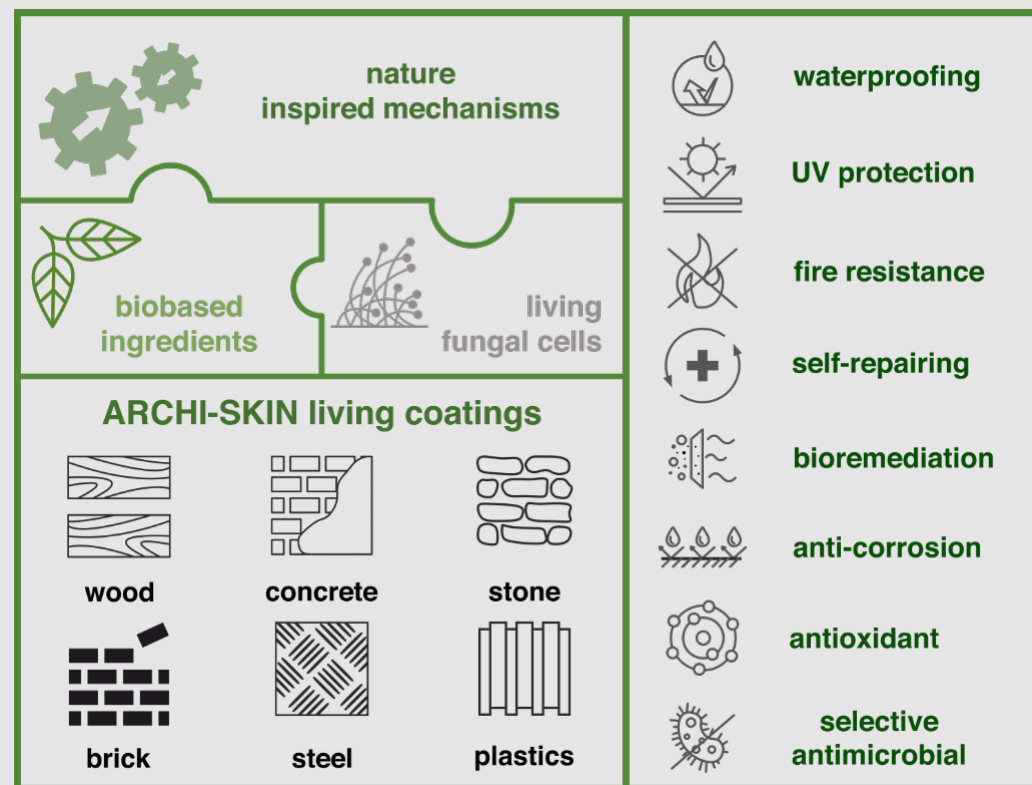 nature
inspired mechanisms
biobased
ingredients
living
fungal cells
ARCHI-SKIN living coatings
wood
concrete
stone
brick
steel
plastics
waterproofing
UV protection
fire resistance
self-repairing
bioremediation
anti-corrosion
antioxidant
selective
antimicrobial